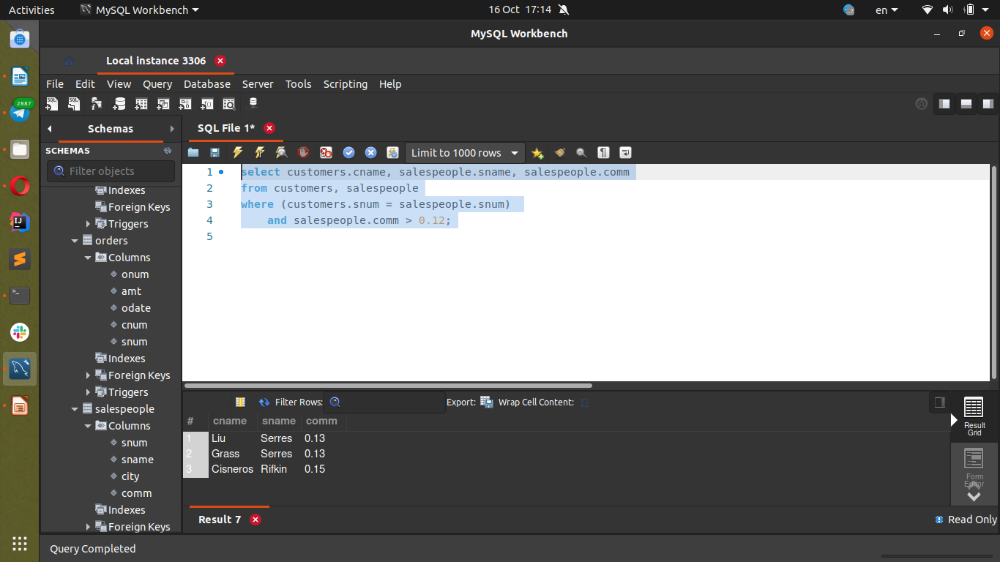 Activities MySQL Workbench 16 Oct 17:14 en
MySQL Workbench
Local instance 3306
File Edit View Query Database Server Tools Scripting Help
2887
Schemas
SCHEMAS
Filter objects
Indexes
Foreign Keys
Triggers
orders
Columns
onum
amt
odate
cnum
snum
Indexes
Foreign Keys
Triggers
salespeople
Columns
snum
sname
city
comm
Indexes
Foreign Keys
SQL File 1*
Limit to 1000 rows
1 select customers.cname, salespeople.sname, salespeople.comm
2 from customers, salespeople
3 where (customers.snum = salespeople.snum)
4 and salespeople.comm > 0.12;
5
Filter Rows: Export: Wrap Cell Content:
# cname sname comm
1 Liu Serres 0.13
2 Grass Serres 0.13
3 Cisneros Rifkin 0.15
Result
Grid
Form
Editor
Result 7
Read Only
Query Completed